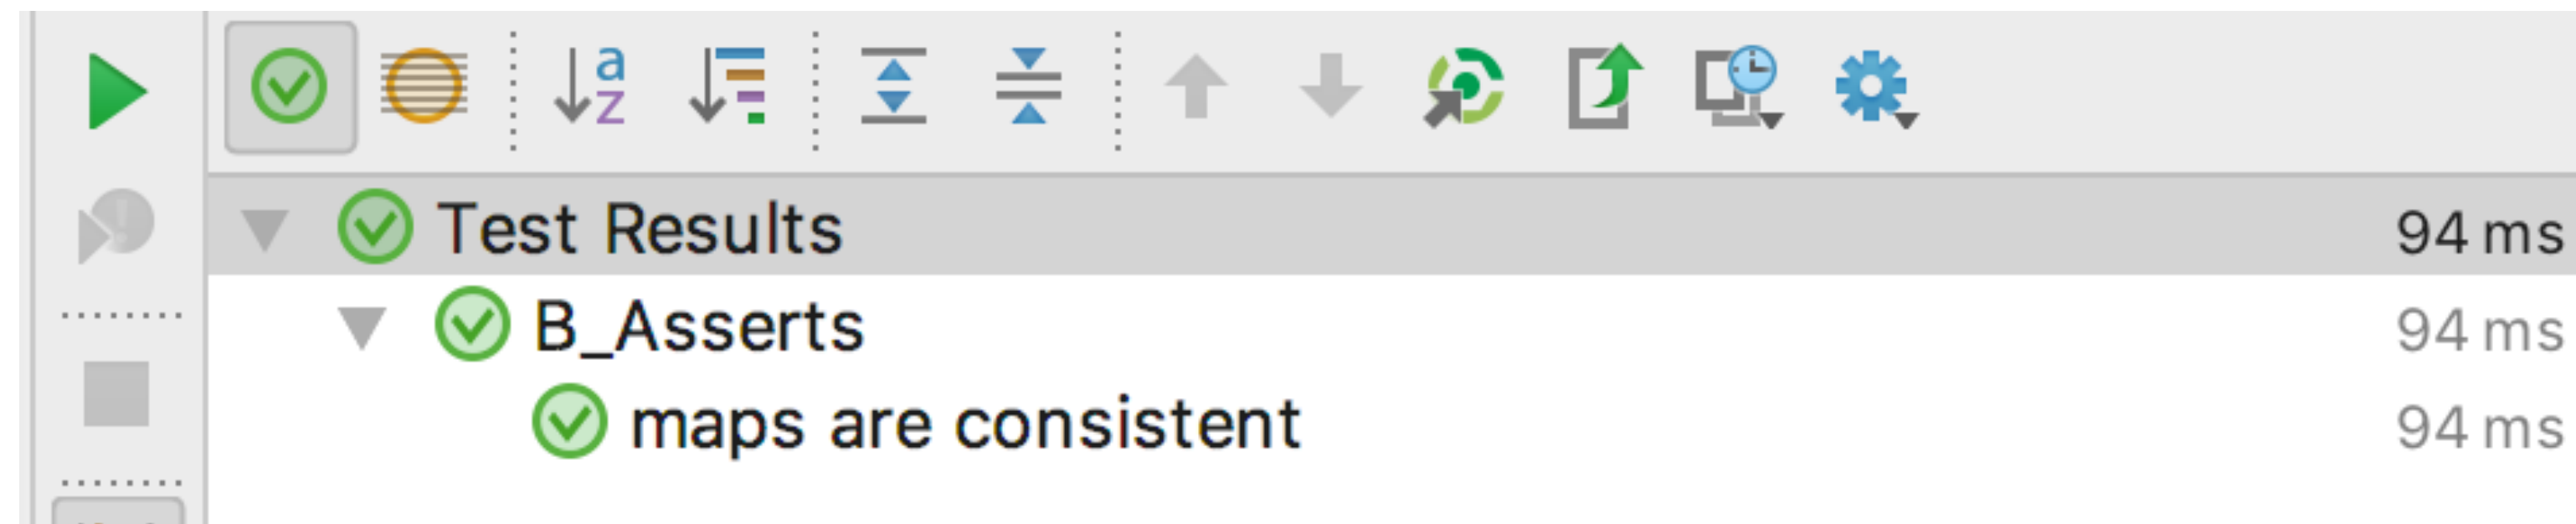 a
z
Test Results 94 ms
B_Asserts 94 ms
maps are consistent 94 ms